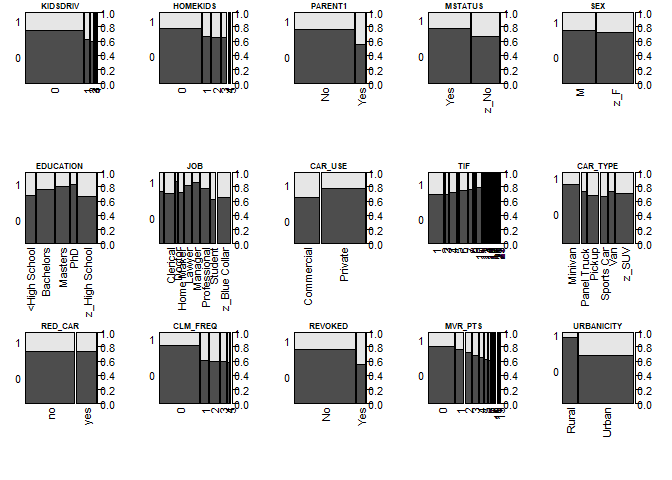 KIDSDRIV
1
0
0
1
1.0
0.8
0.6
0.4
0.2
0.0
HOMEKIDS
1
0
0
1
2
3
1.0
0.8
0.6
0.4
0.2
0.0
PARENT1
1
0
No
Yes
1.0
0.8
0.6
0.4
0.2
0.0
MSTATUS
1
0
Yes
z_No
1.0
0.8
0.6
0.4
0.2
0.0
SEX
1
0
M
z_F
1.0
0.8
0.6
0.4
0.2
0.0
EDUCATION
1
0
<High School
Bachelors
Masters
PhD
z_High School
1.0
0.8
0.6
0.4
0.2
0.0
JOB
1
0
Clerical
Doctor
Home Maker
Lawyer
Manager
Professional
Student
z_Blue Collar
1.0
0.8
0.6
0.4
0.2
0.0
CAR_USE
1
0
Commercial
Private
1.0
0.8
0.6
0.4
0.2
0.0
TIF
1
0
1
1.0
0.8
0.6
0.4
0.2
0.0
CAR_TYPE
1
0
Minivan
Panel Truck
Pickup
Sports Car
Van
z_SUV
1.0
0.8
0.6
0.4
0.2
0.0
RED_CAR
1
0
no
yes
1.0
0.8
0.6
0.4
0.2
0.0
CLM_FREQ
1
0
0
1
2
3
1.0
0.8
0.6
0.4
0.2
0.0
REVOKED
1
0
No
Yes
1.0
0.8
0.6
0.4
0.2
0.0
MVR_PTS
1
0
0
1
2
3
4
1.0
0.8
0.6
0.4
0.2
0.0
URBANICITY
1
0
Rural
Urban
1.0
0.8
0.6
0.4
0.2
0.0